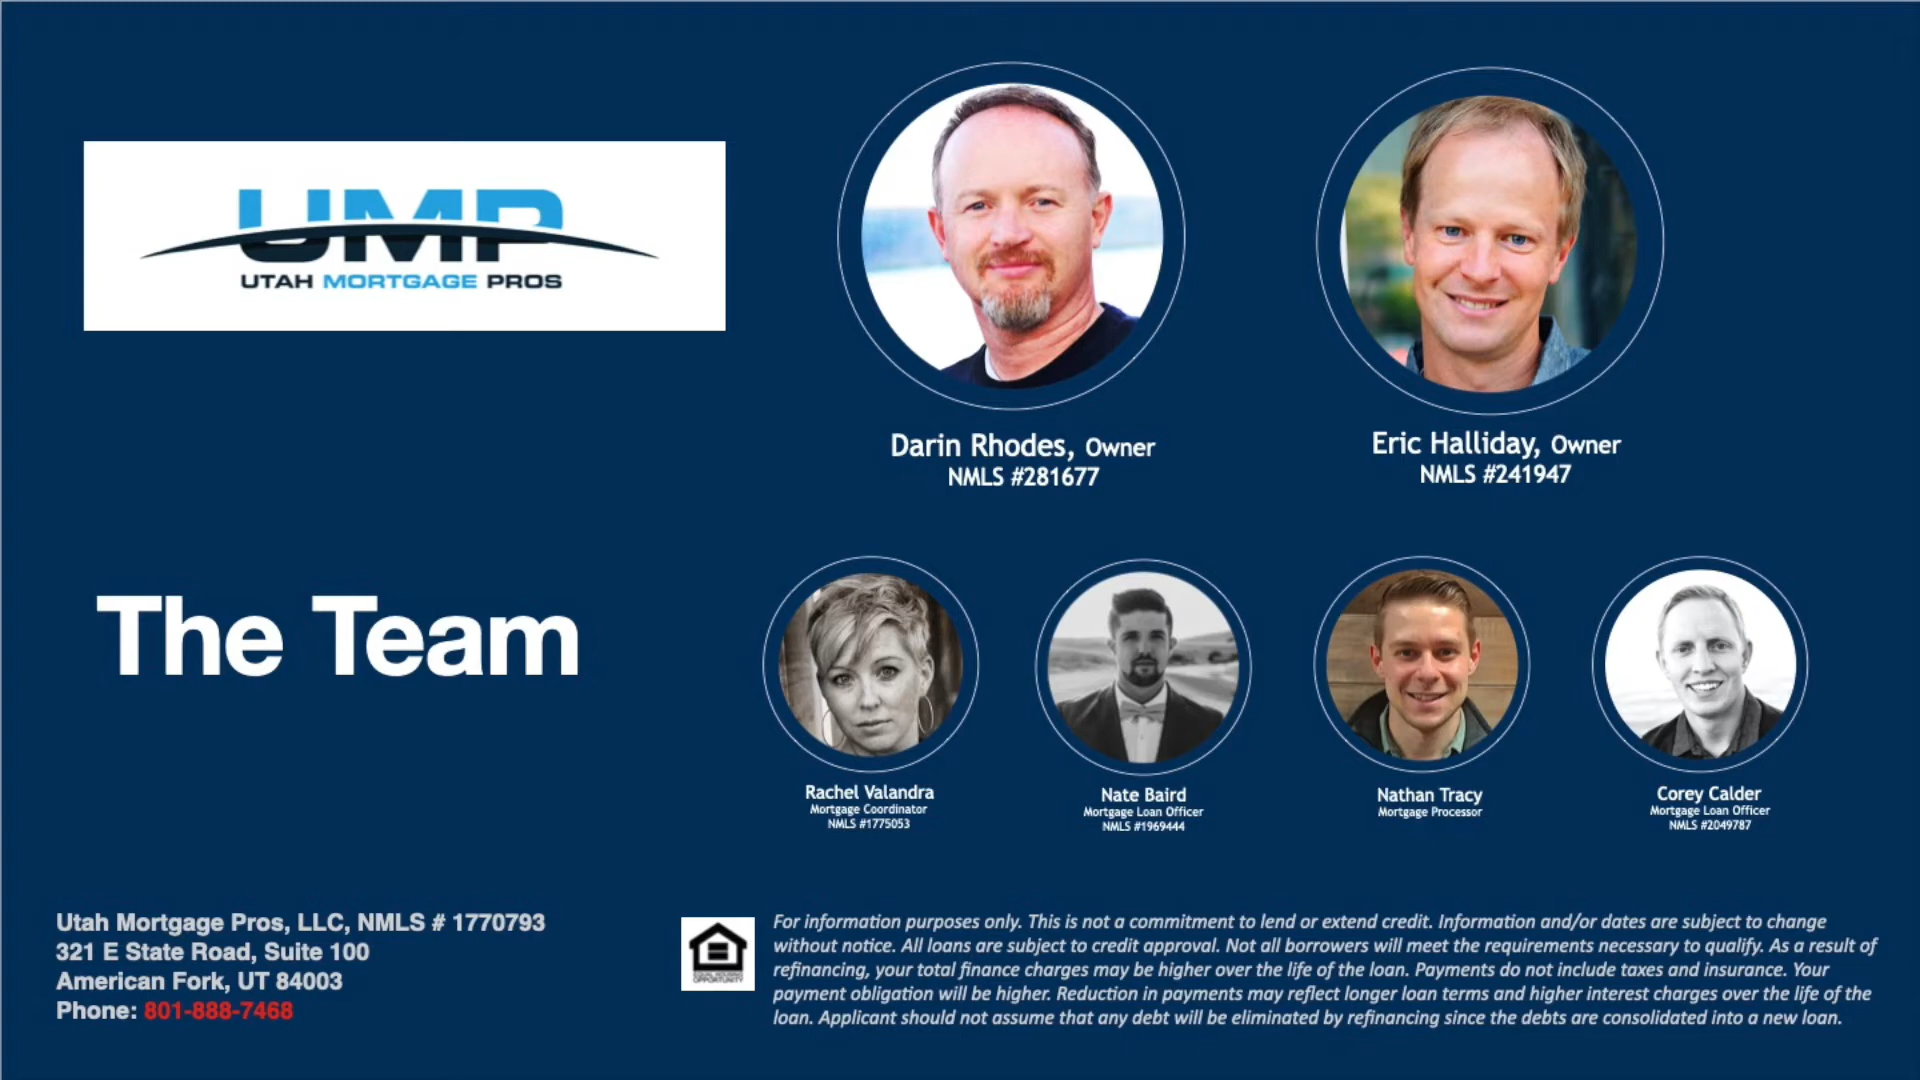 UMP
UTAH MORTGAGE PROS
Darin Rhodes, Owner
NMLS #281677
Eric Halliday, Owner
NMLS #241947
The Team
Rachel Valandra
Mortgage Coordinator
NMLS #1775053
Nate Baird
Mortgage Loan Officer
NMLS #1969444
Nathan Tracy
Mortgage Processor
Corey Calder
Mortgage Loan Officer
NMLS #2049787
Utah Mortgage Pros, LLC, NMLS # 1770793
321 E State Road, Suite 100
American Fork, UT 84003
Phone: 801-888-7468
EQUAL HOUSING
OPPORTUNITY
For information purposes only. This is not a commitment to lend or extend credit. Information and/or dates are subject to change
without notice. All loans are subject to credit approval. Not all borrowers will meet the requirements necessary to qualify. As a result of
refinancing, your total finance charges may be higher over the life of the loan. Payments do not include taxes and insurance. Your
payment obligation will be higher. Reduction in payments may reflect longer loan terms and higher interest charges over the life of the
loan. Applicant should not assume that any debt will be eliminated by refinancing since the debts are consolidated into a new loan.